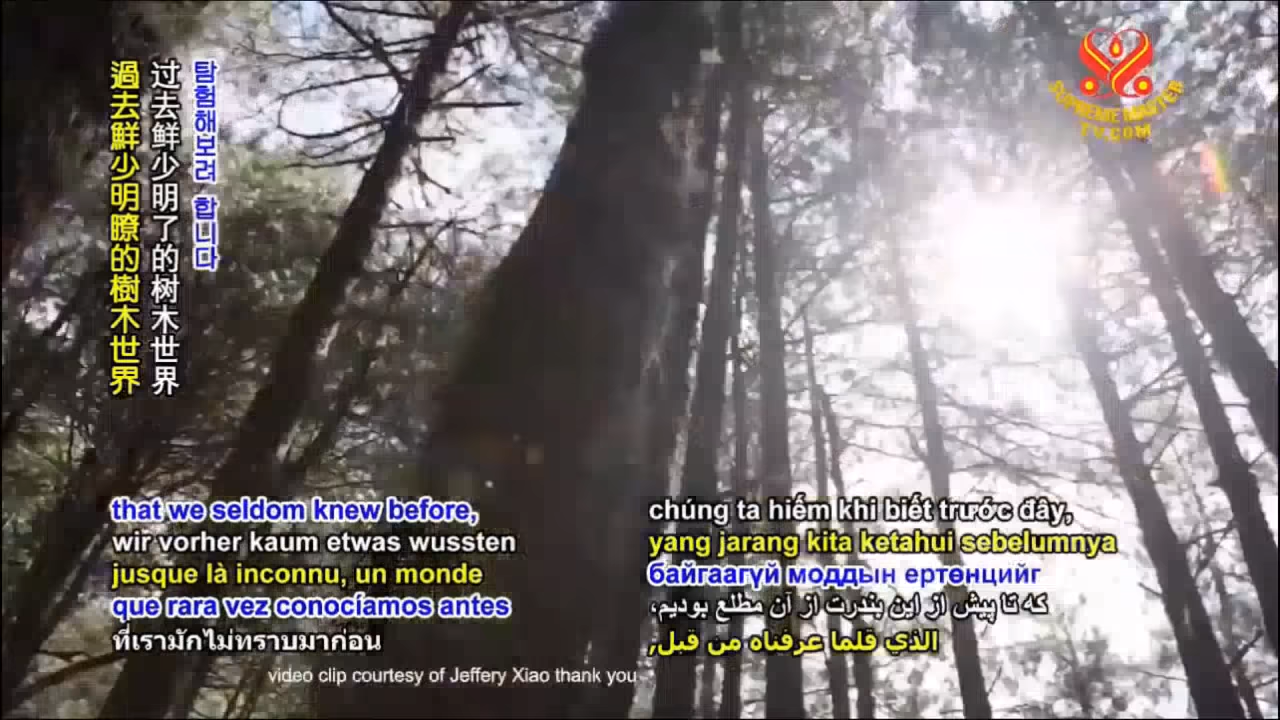 탐험해보려 합니다
过去鲜少明了的树木世界
過去鮮少明瞭的樹木世界
SUPREME MASTER
TV.COM
that we seldom knew before,
wir vorher kaum etwas wussten
jusque là inconnu, un monde
que rara vez conocíamos antes
ที่เรามักไม่ทราบมาก่อน
chúng ta hiếm khi biết trước đây,
yang jarang kita ketahui sebelumnya
байгаагүй моддын ертөнцийг
که تا پیش از این بندرت از آن مطلع بودیم،
الذي قلما عرفناه من قبل,
video clip courtesy of Jeffery Xiao thank you